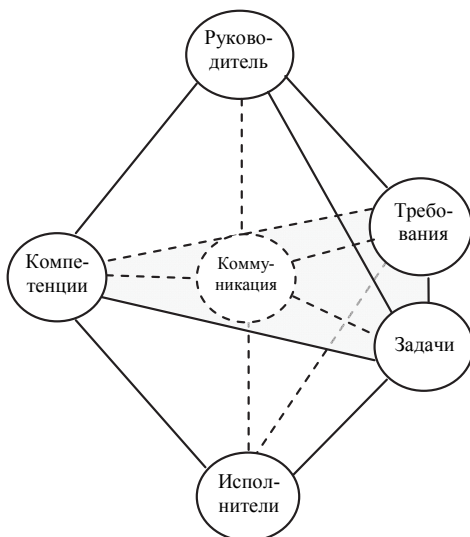 Руково-
дитель
Требо-
вания
Компе-
тенции
Комму-
никация
Задачи
Испол-
нители